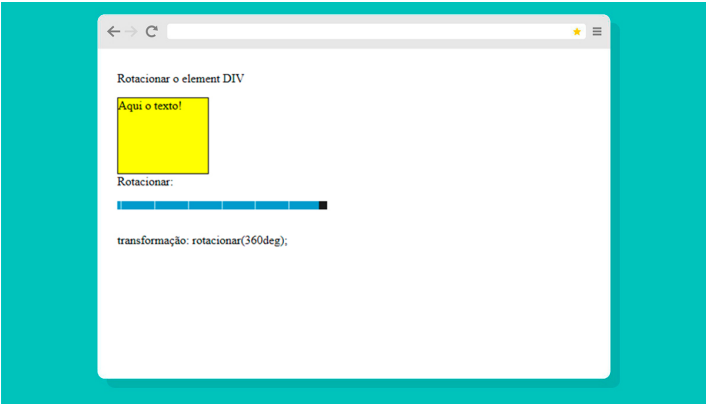 Rotacionar o element DIV
Aqui o texto!
Rotacionar:
transformação: rotacionar(360deg);